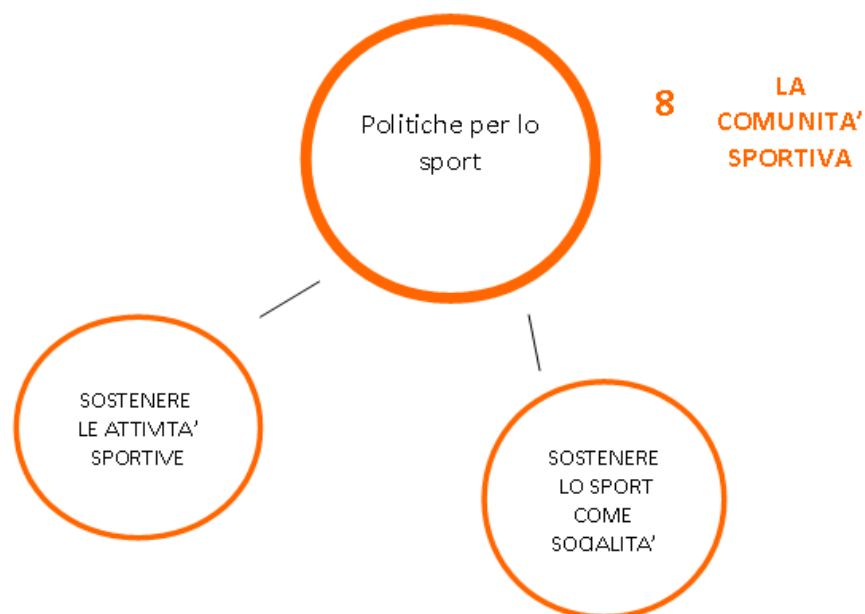 Politiche per lo
sport
8
LA
COMUNITA’
SPORTIVA
SOSTENERE
LE ATTIVITA’
SPORTIVE
SOSTENERE
LO SPORT
COME
SOCIALITA’